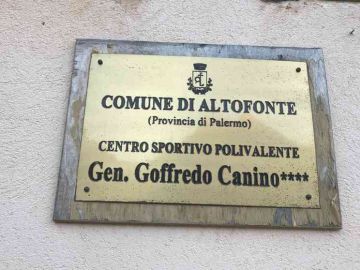 COMUNE DI ALTOFONTE
(Provincia di Palermo)
CENTRO SPORTIVO POLIVALENTE
Gen. Goffredo Canino****